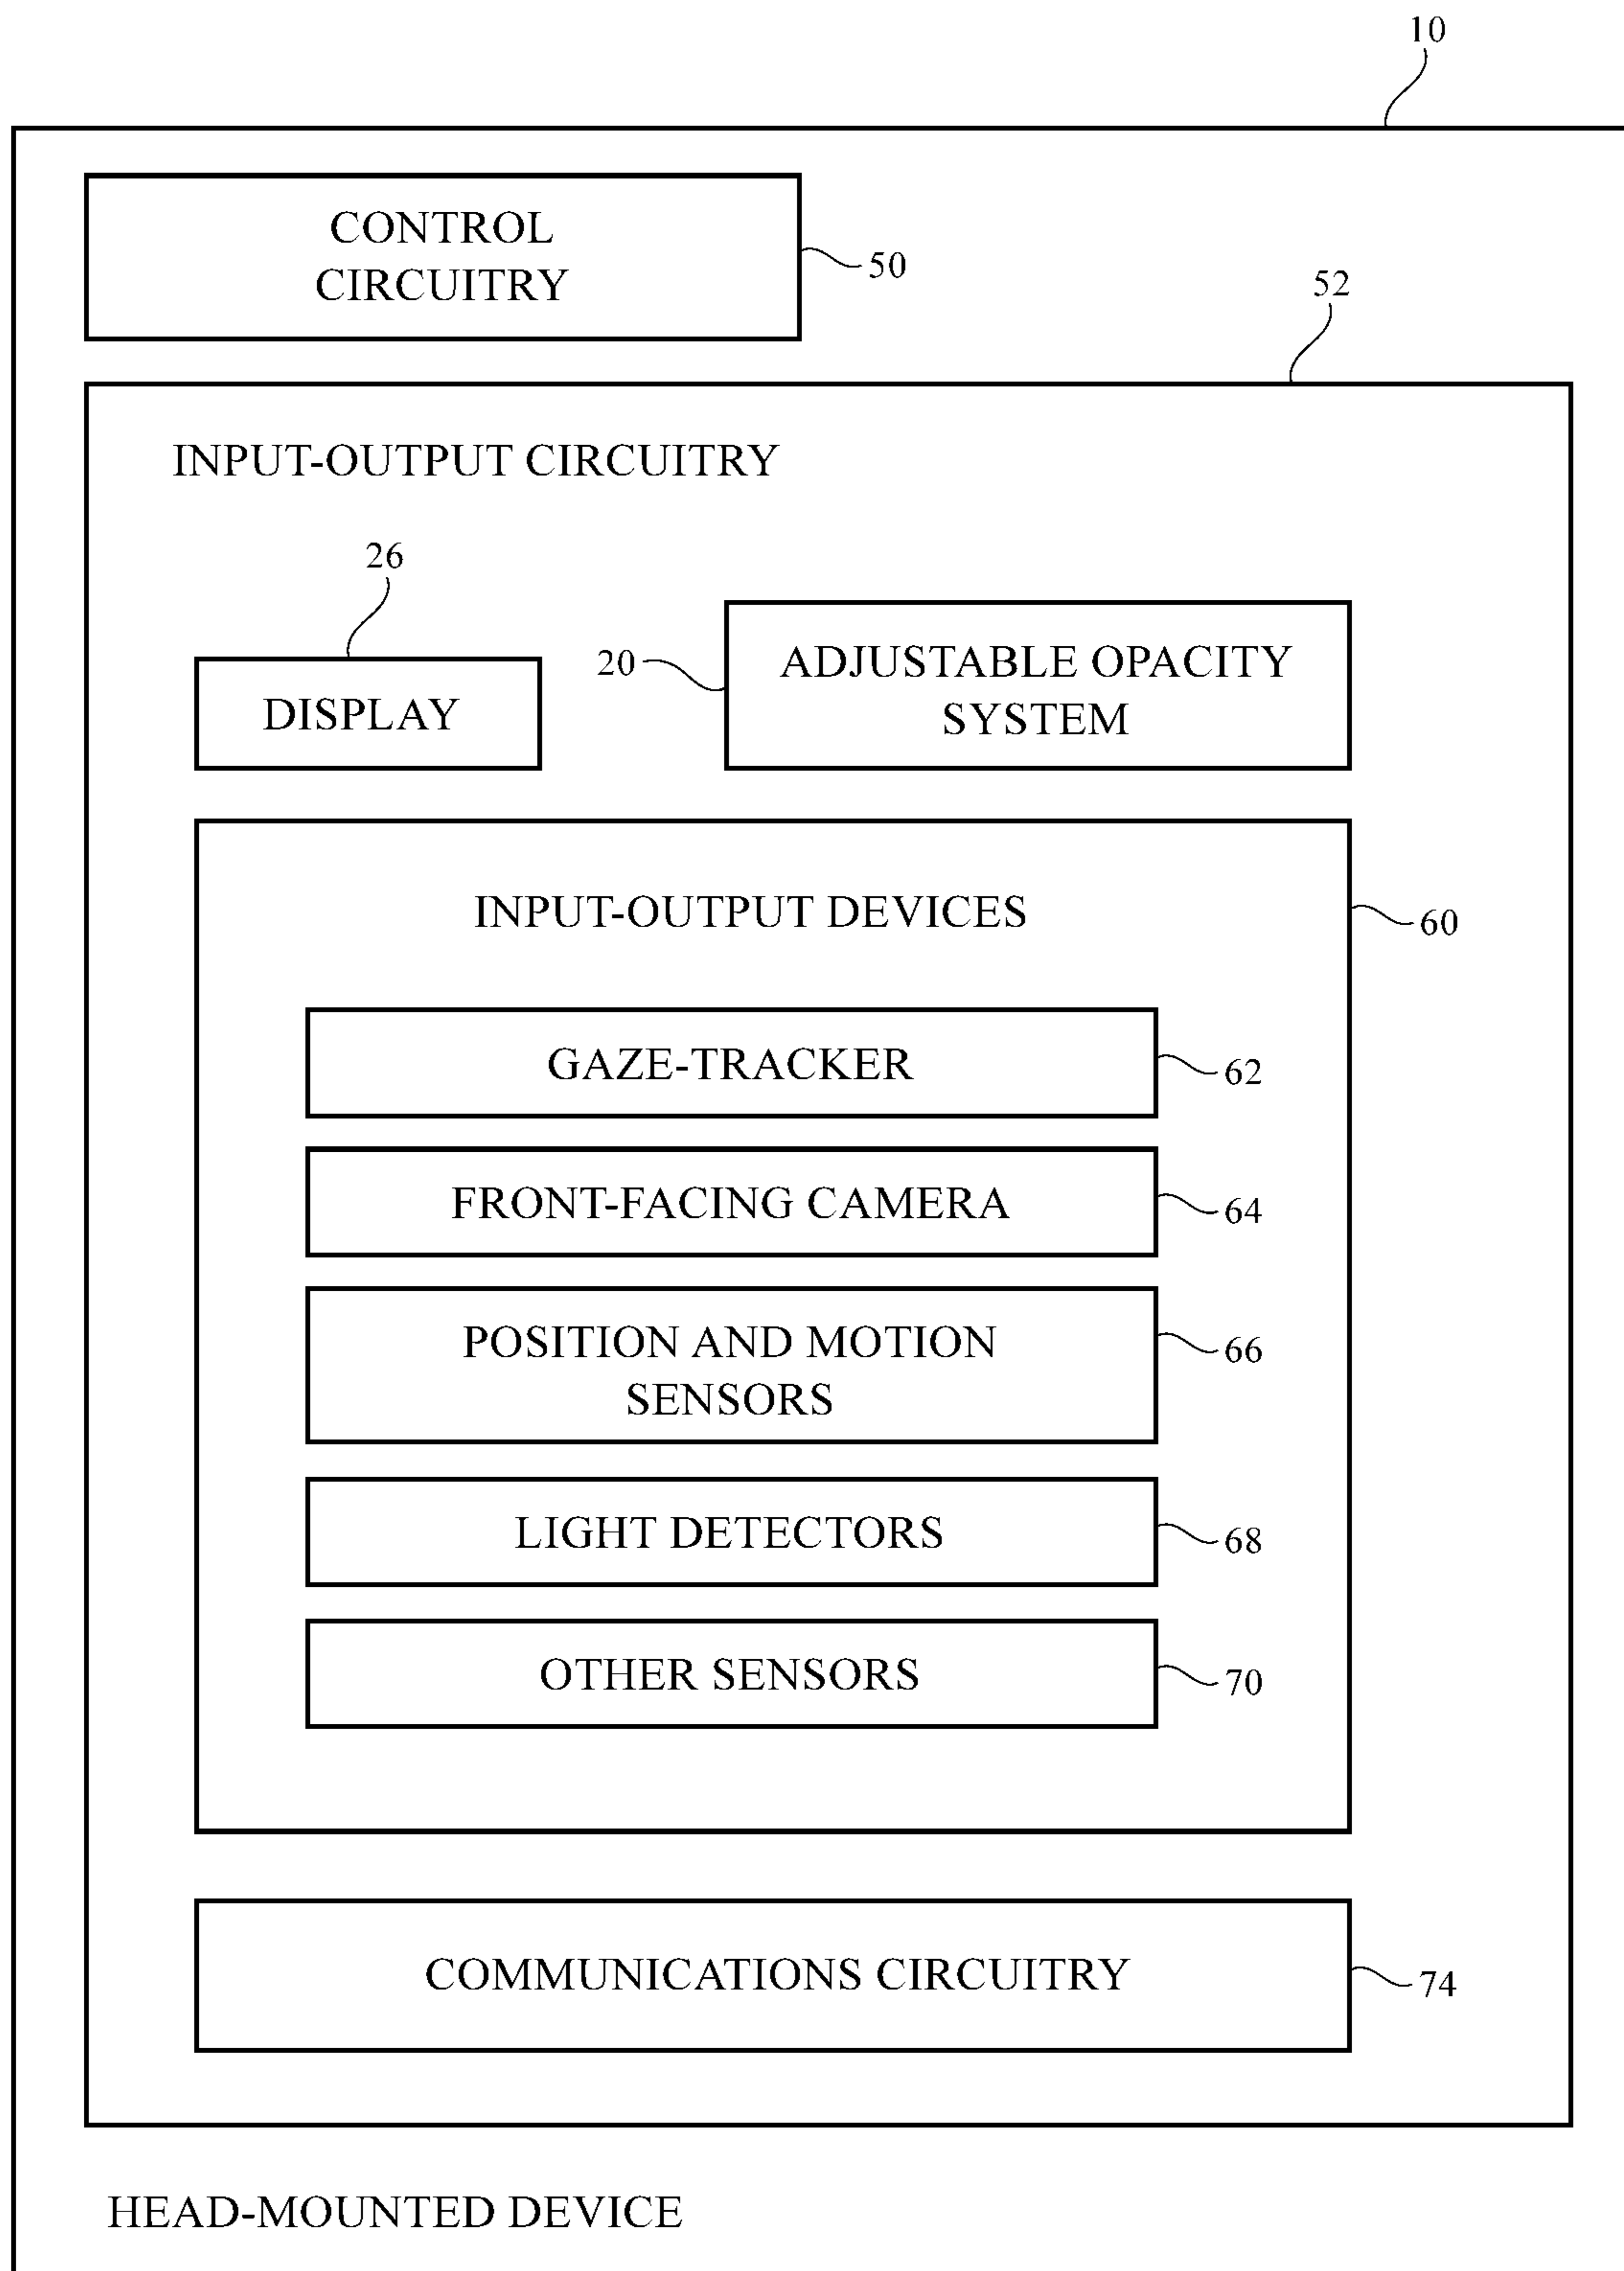 10
CONTROL
CIRCUITRY
50
52
INPUT-OUTPUT CIRCUITRY
26
DISPLAY
20
ADJUSTABLE OPACITY
SYSTEM
INPUT-OUTPUT DEVICES
60
GAZE-TRACKER
62
FRONT-FACING CAMERA
64
POSITION AND MOTION
SENSORS
66
LIGHT DETECTORS
68
OTHER SENSORS
70
COMMUNICATIONS CIRCUITRY
74
HEAD-MOUNTED DEVICE